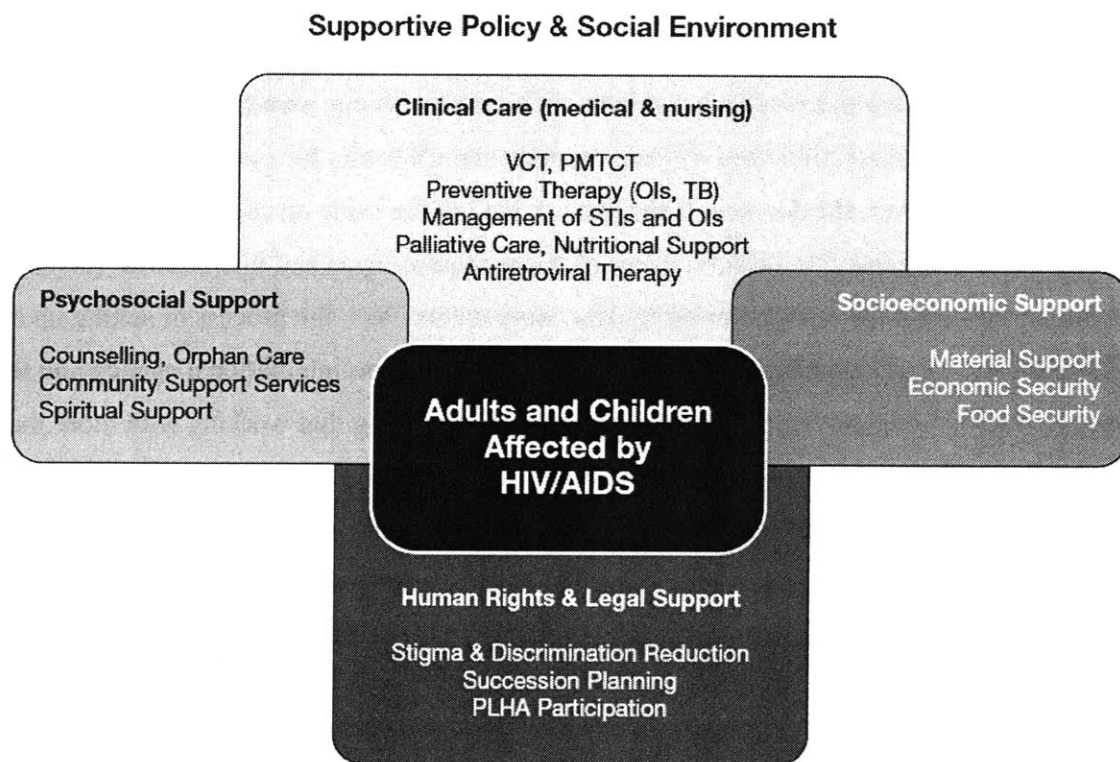 Supportive Policy & Social Environment
Clinical Care (medical & nursing)
VCT, PMTCT
Preventive Therapy (OIs, TB)
Management of STIs and OIs
Palliative Care, Nutritional Support
Antiretroviral Therapy
Psychosocial Support
Counselling, Orphan Care
Community Support Services
Spiritual Support
Socioeconomic Support
Material Support
Economic Security
Food Security
Adults and Children
Affected by
HIV/AIDS
Human Rights & Legal Support
Stigma & Discrimination Reduction
Succession Planning
PLHA Participation